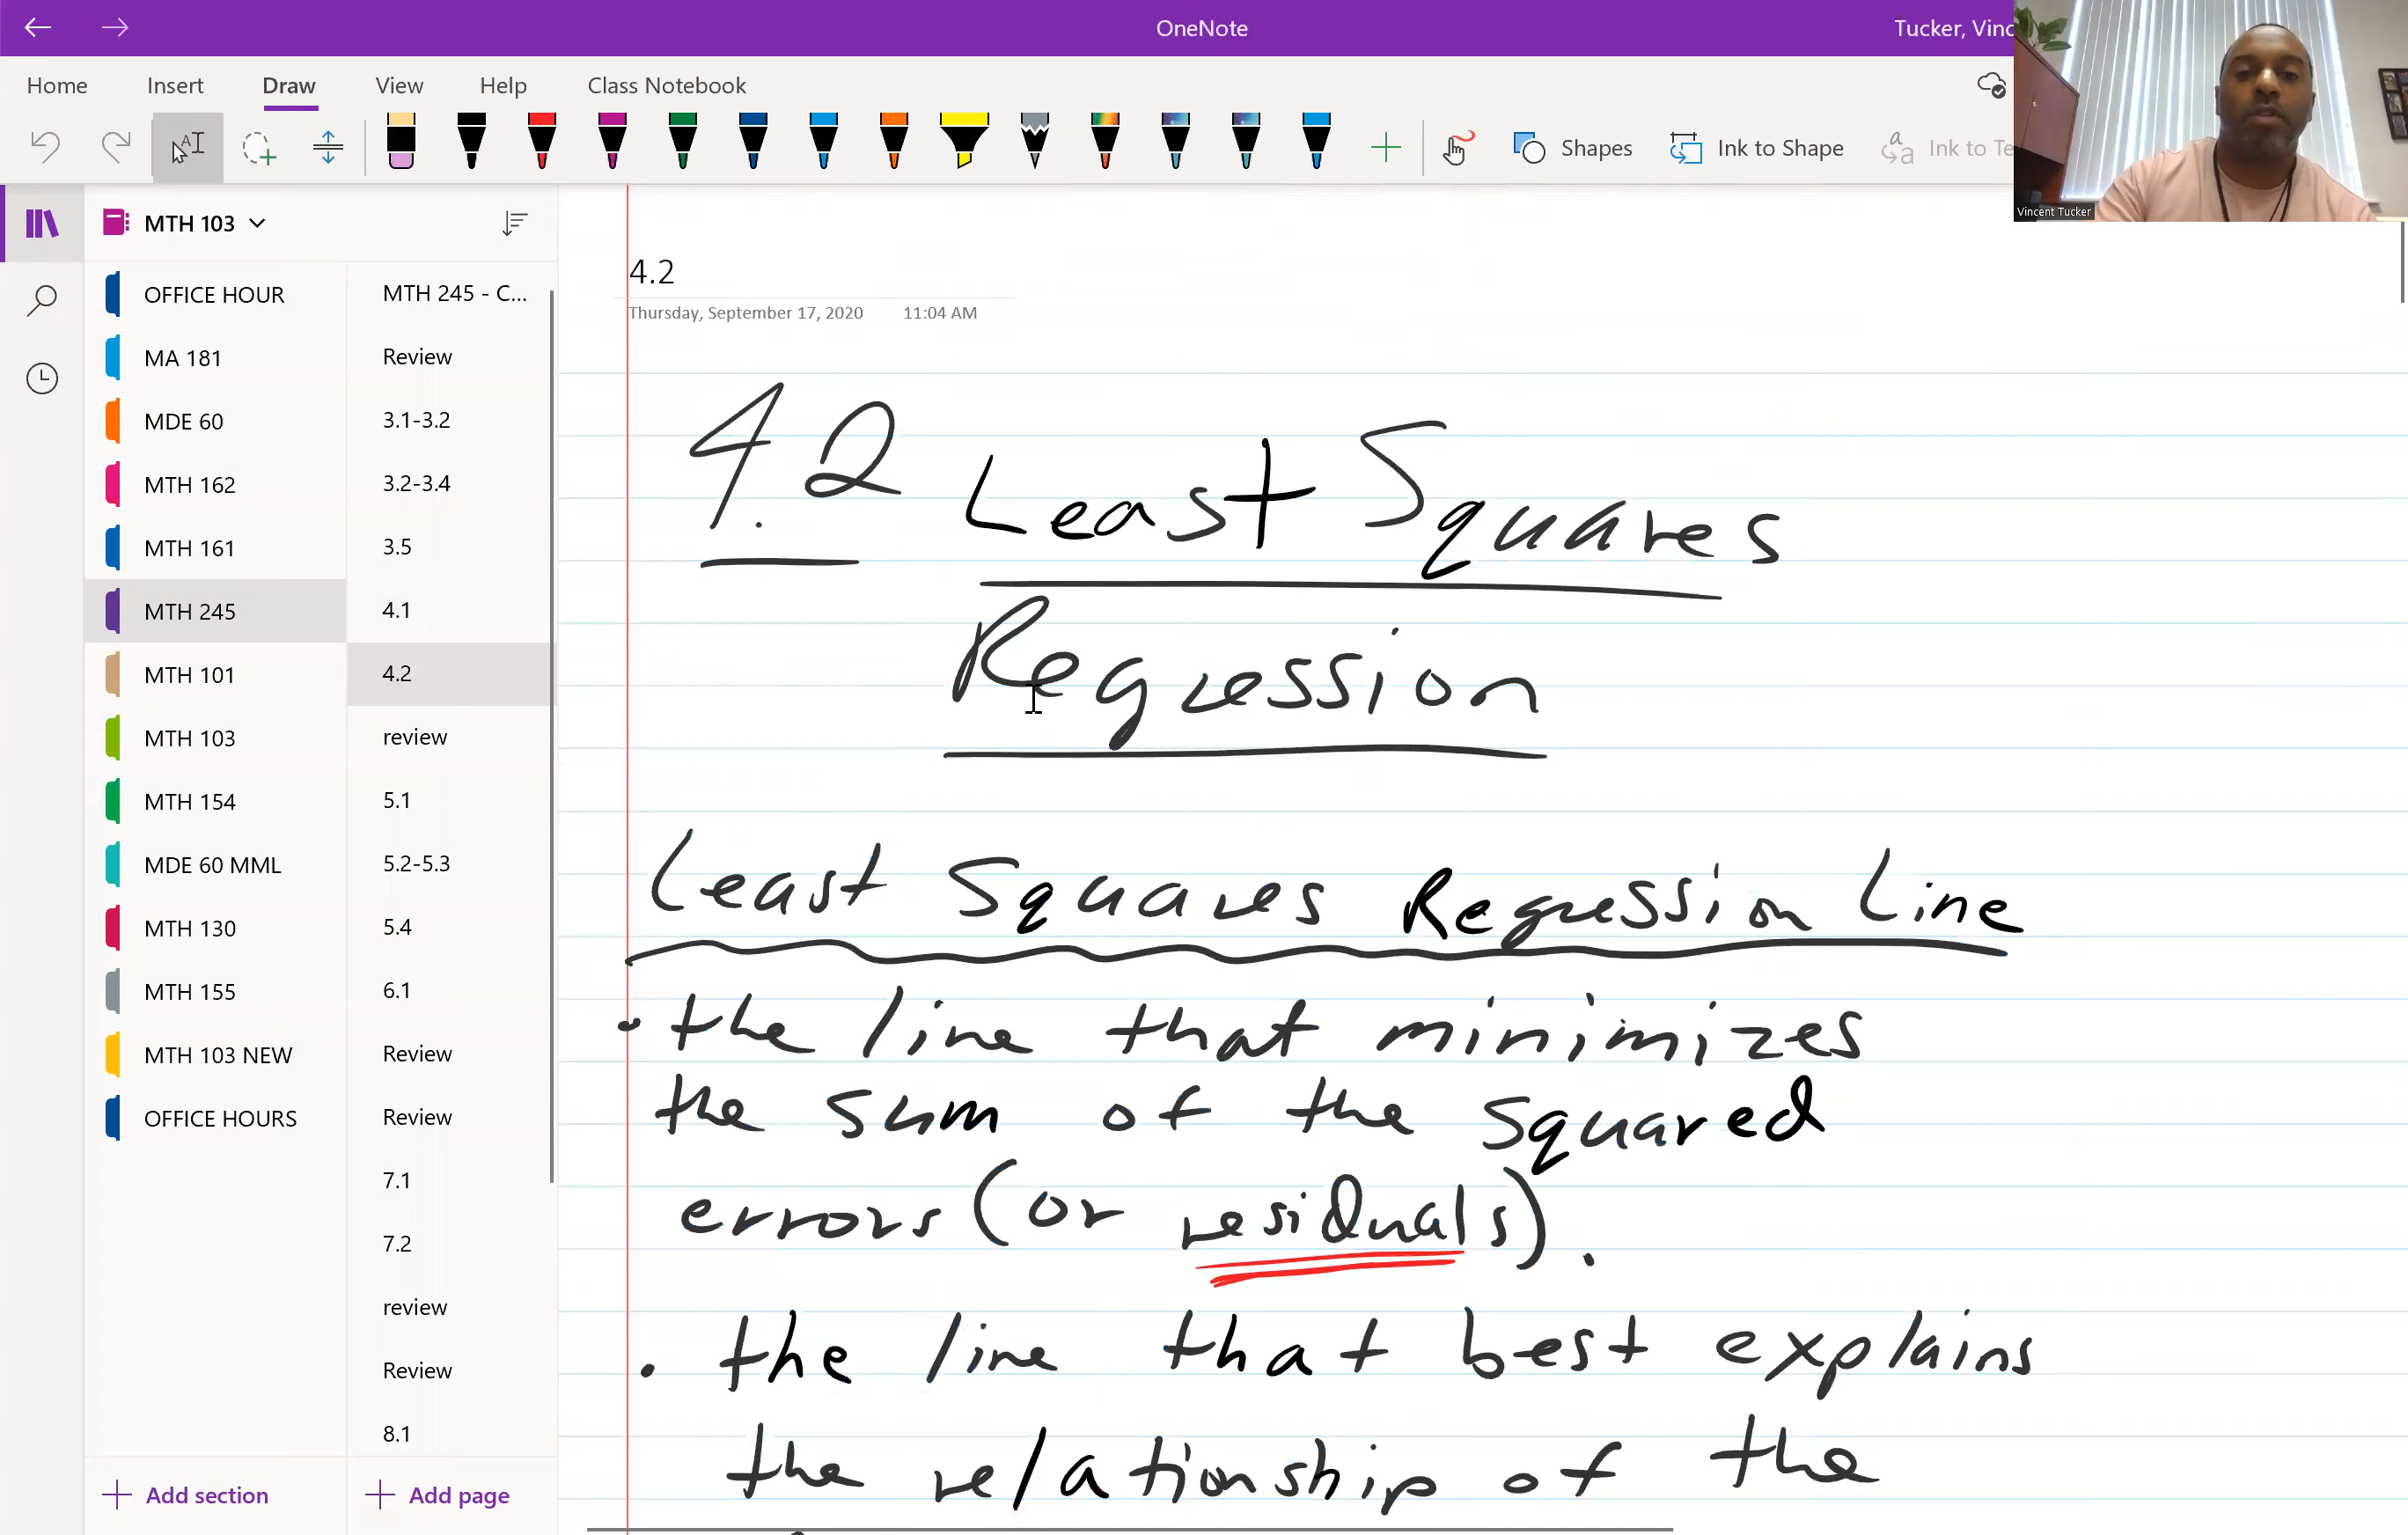 OneNote
Tucker, Vinc
Home Insert Draw View Help Class Notebook
Shapes Ink to Shape Ink to Te
Vincent Tucker
MTH 103
OFFICE HOUR
MA 181
MDE 60
MTH 162
MTH 161
MTH 245
MTH 101
MTH 103
MTH 154
MDE 60 MML
MTH 130
MTH 155
MTH 103 NEW
OFFICE HOURS
Add section
MTH 245 - C...
Review
3.1-3.2
3.2-3.4
3.5
4.1
4.2
review
5.1
5.2-5.3
5.4
6.1
Review
Review
7.1
7.2
review
Review
8.1
Add page
4.2
Thursday, September 17, 2020 11:04 AM
4.2 Least Squares
Regression
Least Squares Regression Line
• the line that minimizes
the sum of the squared
errors (or residuals).
• the line that best explains
the relationship of the